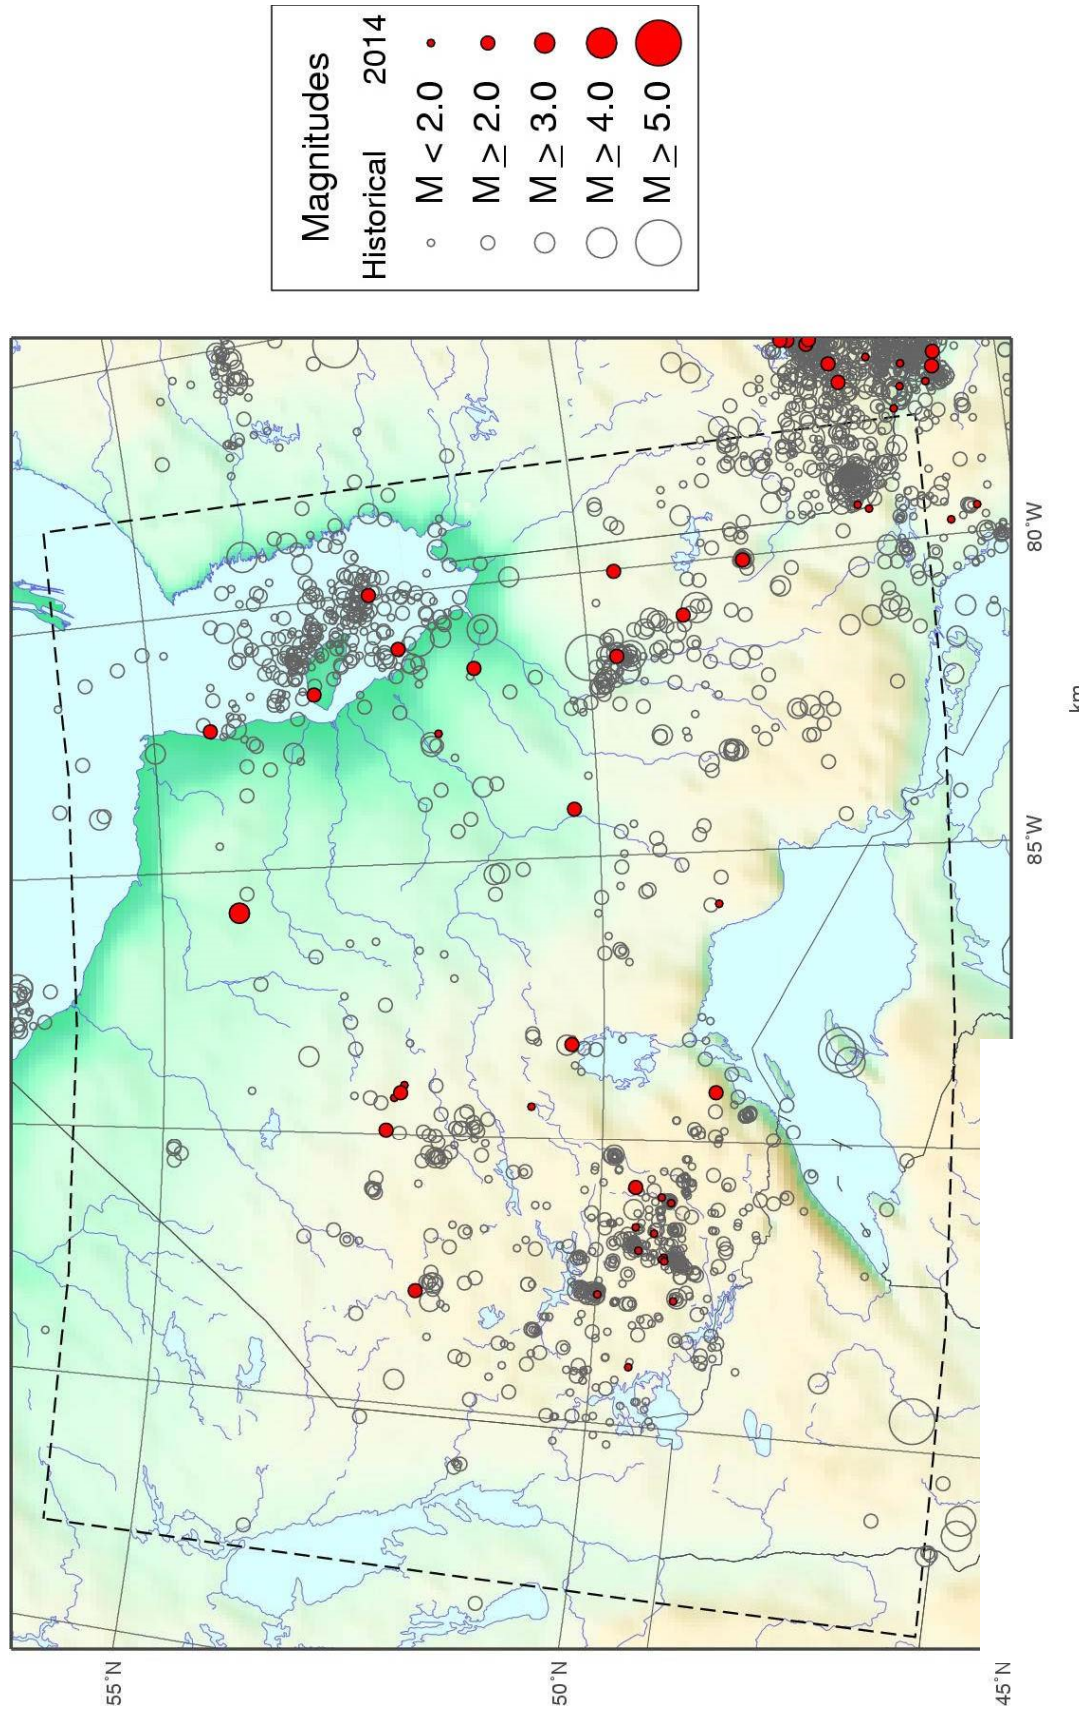 Magnitudes
Historical 2014
M < 2.0
M ≥ 2.0
M ≥ 3.0
M ≥ 4.0
M ≥ 5.0
80˚W
85˚W
km
55˚N
50˚N
45˚N